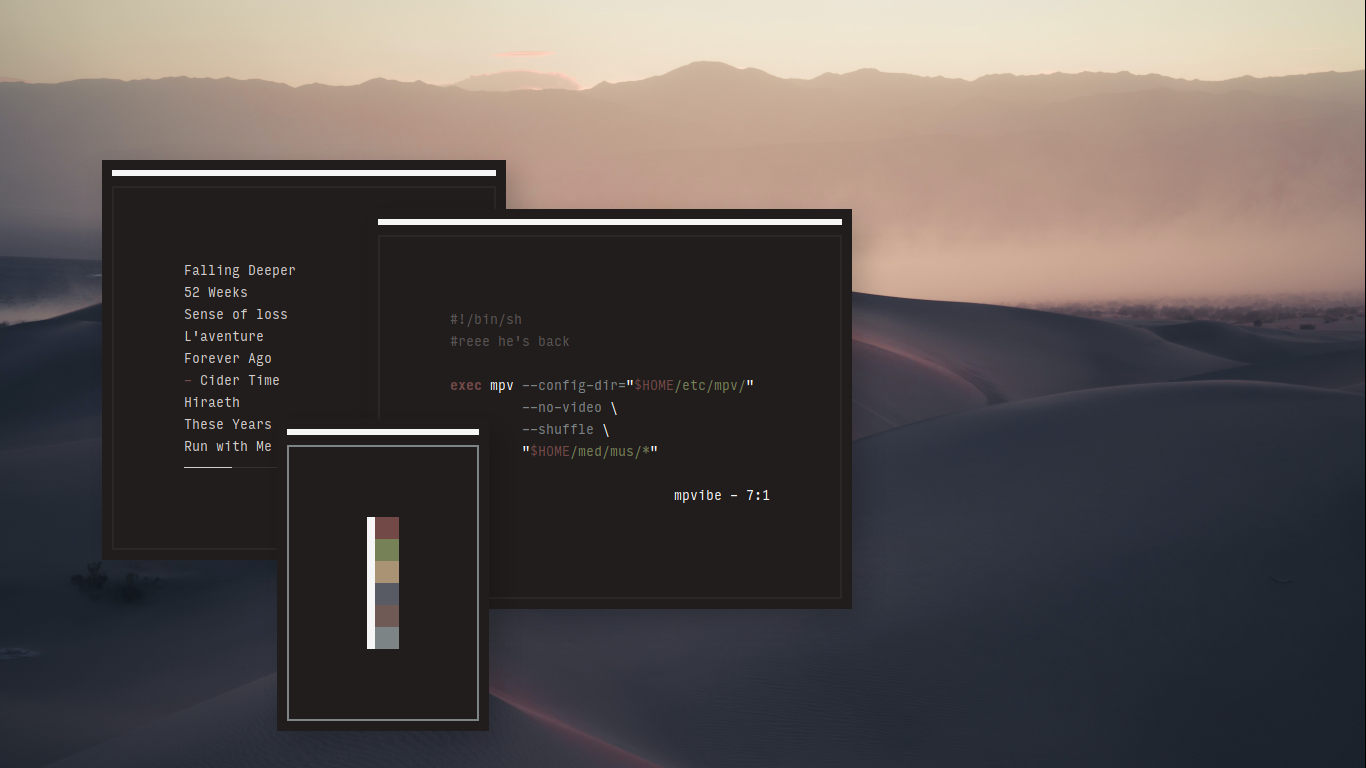 Falling Deeper
52 Weeks
Sense of loss
L'aventure
Forever Ago
– Cider Time
Hiraeth
These Years
Run with Me
#!/bin/sh
#reee he's back
exec mpv --config-dir="$HOME/etc/mpv/"
--no-video \
--shuffle \
"$HOME/med/mus/*"
mpvibe – 7:1